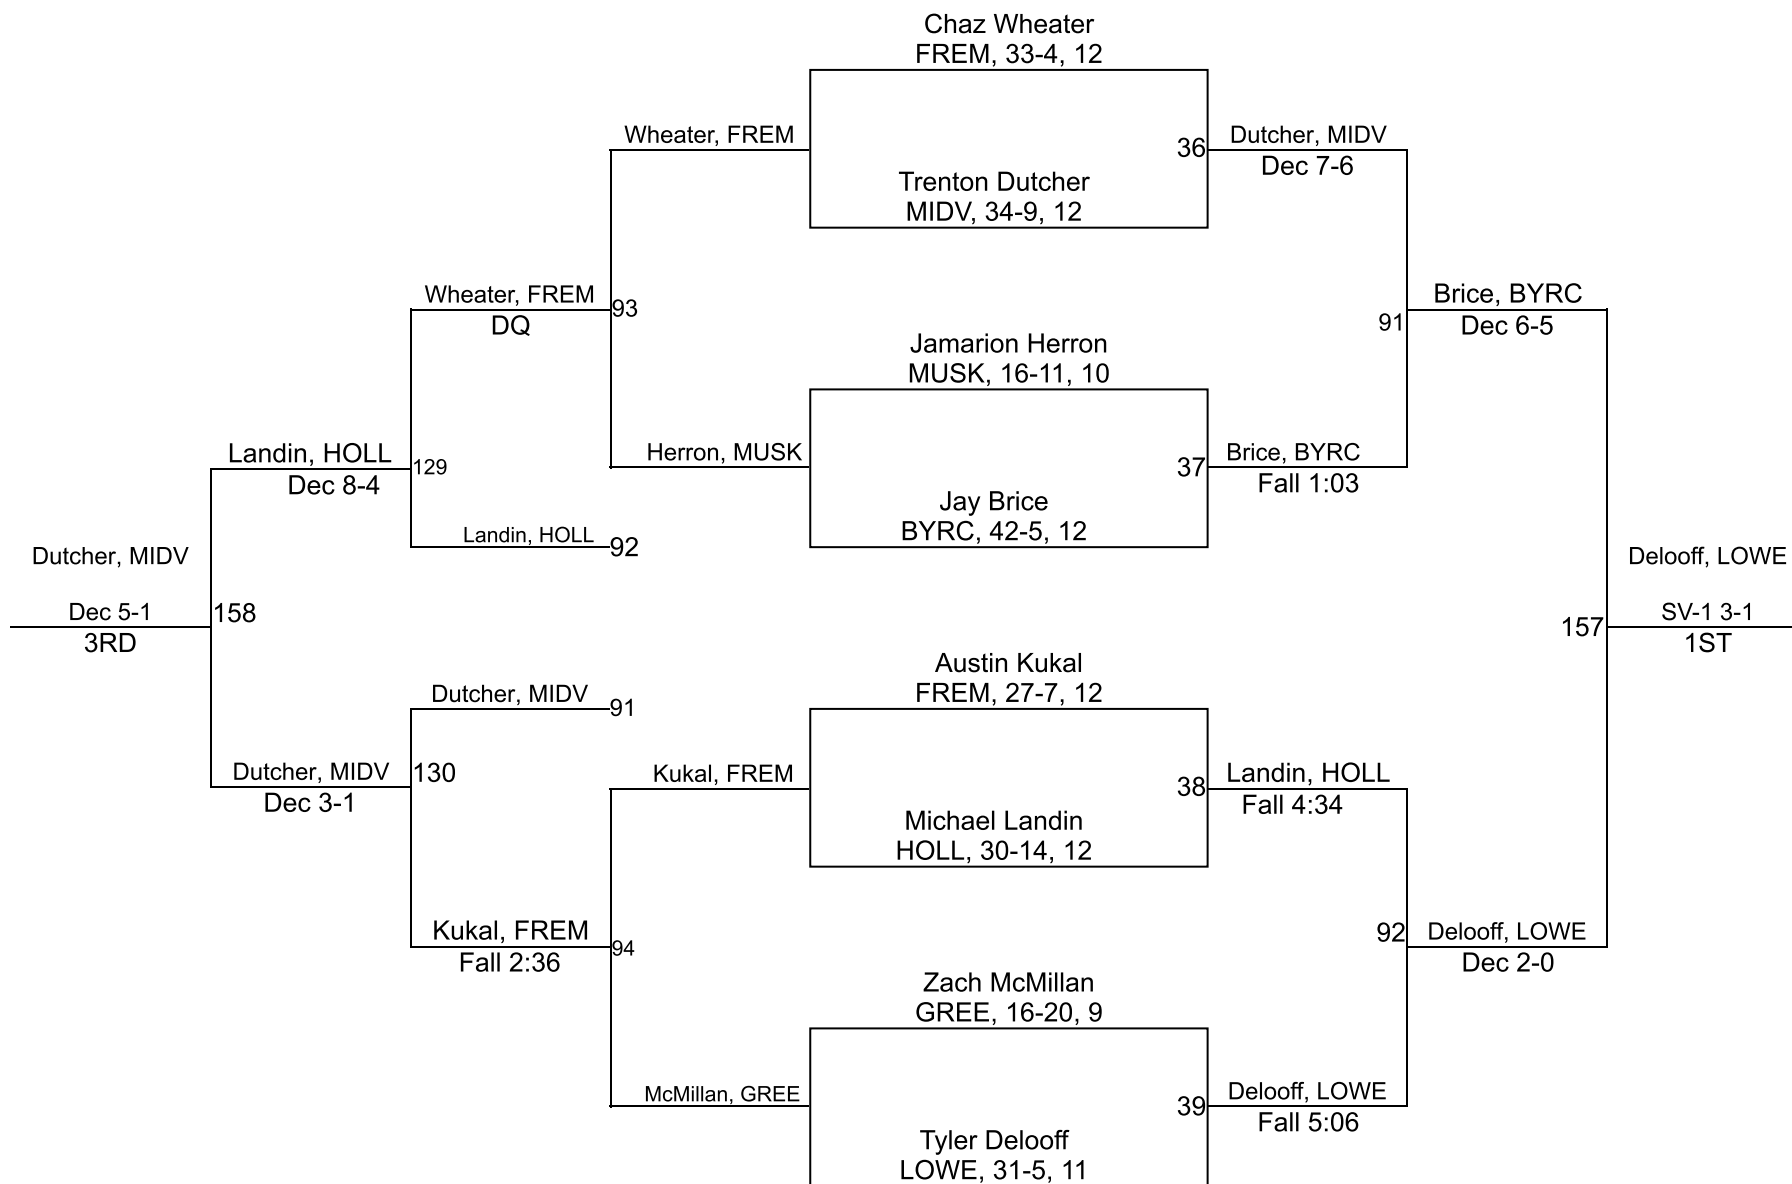 Chaz Wheater
FREM, 33-4, 12
Wheater, FREM
36
Dutcher, MIDV
Dec 7-6
Trenton Dutcher
MIDV, 34-9, 12
Wheater, FREM
DQ
93
Brice, BYRC
Dec 6-5
91
Jamarion Herron
MUSK, 16-11, 10
Landin, HOLL
Dec 8-4
129
Herron, MUSK
37
Brice, BYRC
Fall 1:03
Jay Brice
BYRC, 42-5, 12
Landin, HOLL
92
Dutcher, MIDV
Dec 5-1
3RD
158
Delooff, LOWE
SV-1 3-1
1ST
157
Austin Kukal
FREM, 27-7, 12
Dutcher, MIDV
91
Dutcher, MIDV
Dec 3-1
130
Kukal, FREM
38
Landin, HOLL
Fall 4:34
Michael Landin
HOLL, 30-14, 12
Kukal, FREM
Fall 2:36
94
92
Delooff, LOWE
Dec 2-0
Zach McMillan
GREE, 16-20, 9
McMillan, GREE
39
Delooff, LOWE
Fall 5:06
Tyler Delooff
LOWE, 31-5, 11